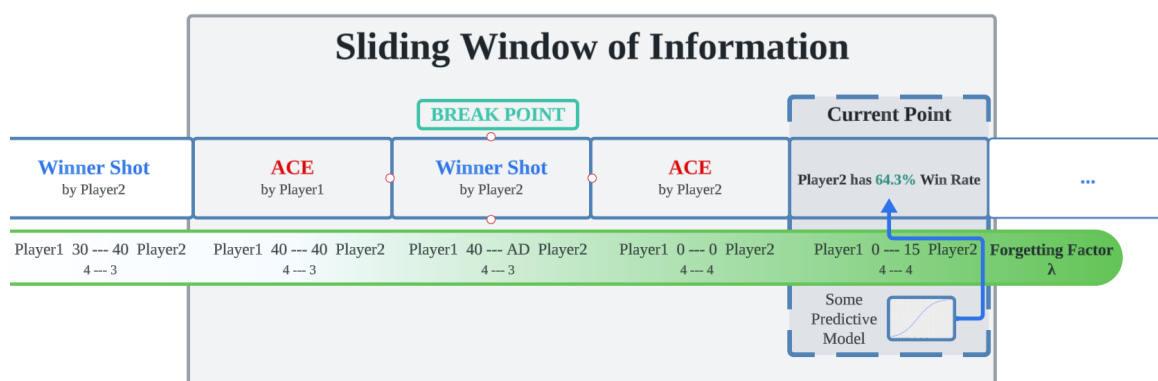 Sliding Window of Information
BREAK POINT
Current Point
Winner Shot
by Player2
ACE
by Player1
Winner Shot
by Player2
ACE
by Player2
Player2 has 64.3% Win Rate
...
Player1 30 --- 40 Player2
4 --- 3
Player1 40 --- 40 Player2
4 --- 3
Player1 40 --- AD Player2
4 --- 3
Player1 0 --- 0 Player2
4 --- 4
Player1 0 --- 15 Player2
4 --- 4
Forgetting Factor
λ
Some
Predictive
Model